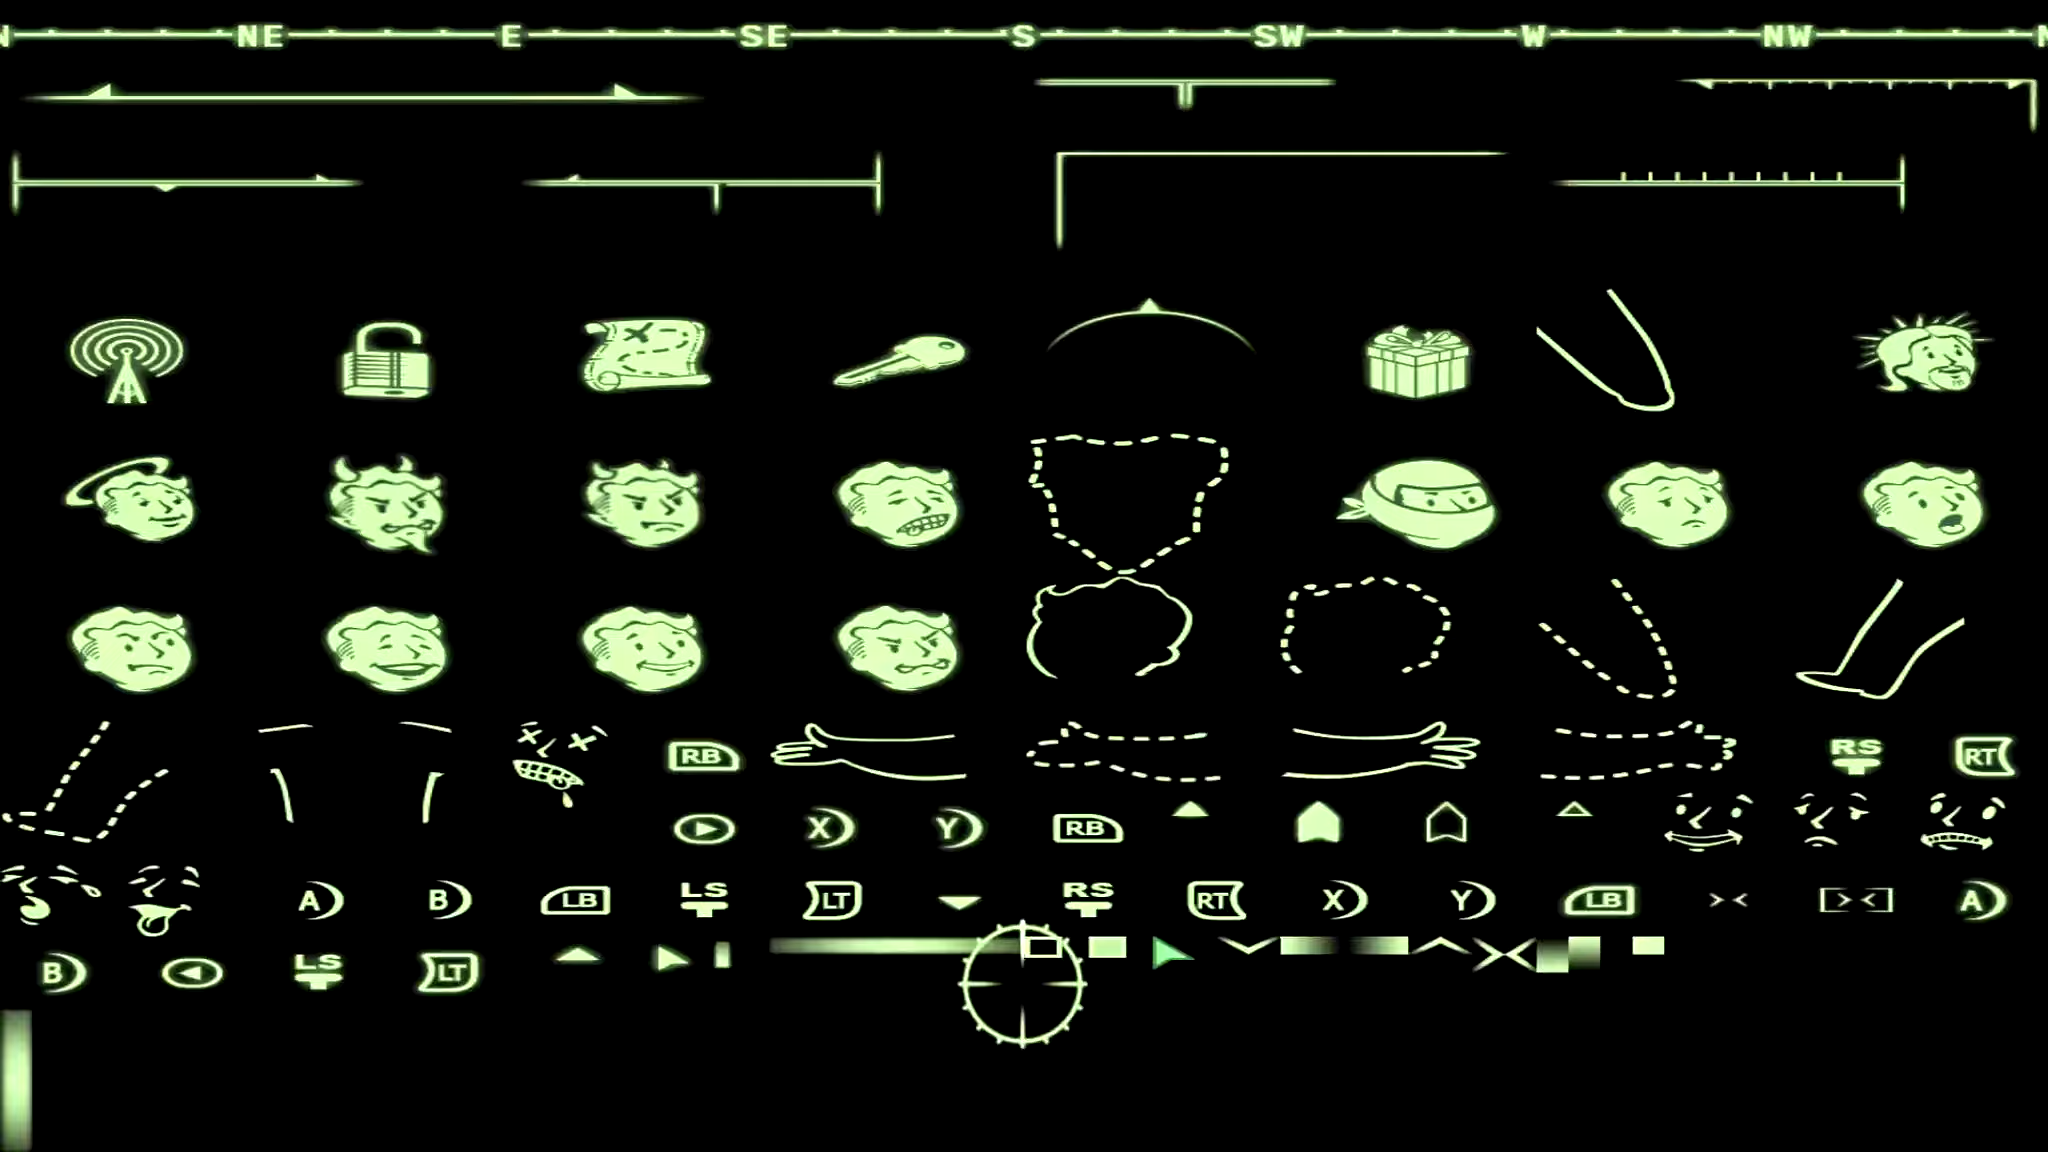 N NE E SE S SW W NW N
RB RS RT
X Y RB
A B LB LS LT RS RT X Y LB >< [><] A
B LS LT